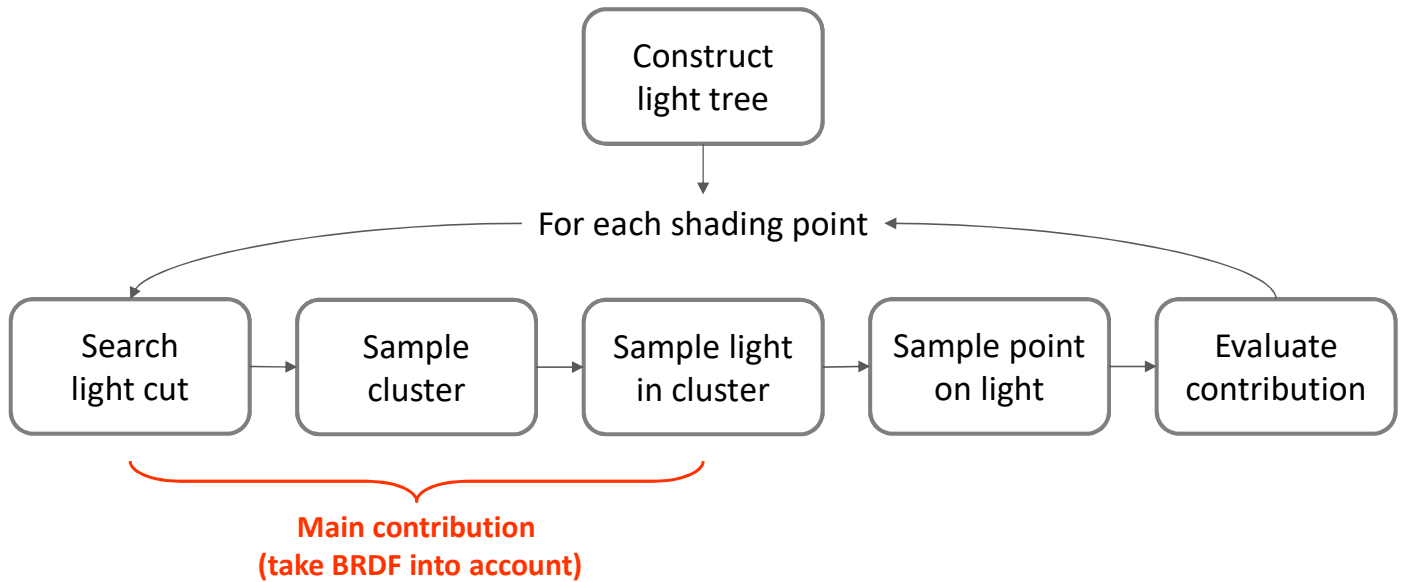 Construct
light tree
For each shading point
Search
light cut
Sample
cluster
Sample light
in cluster
Sample point
on light
Evaluate
contribution
Main contribution
(take BRDF into account)